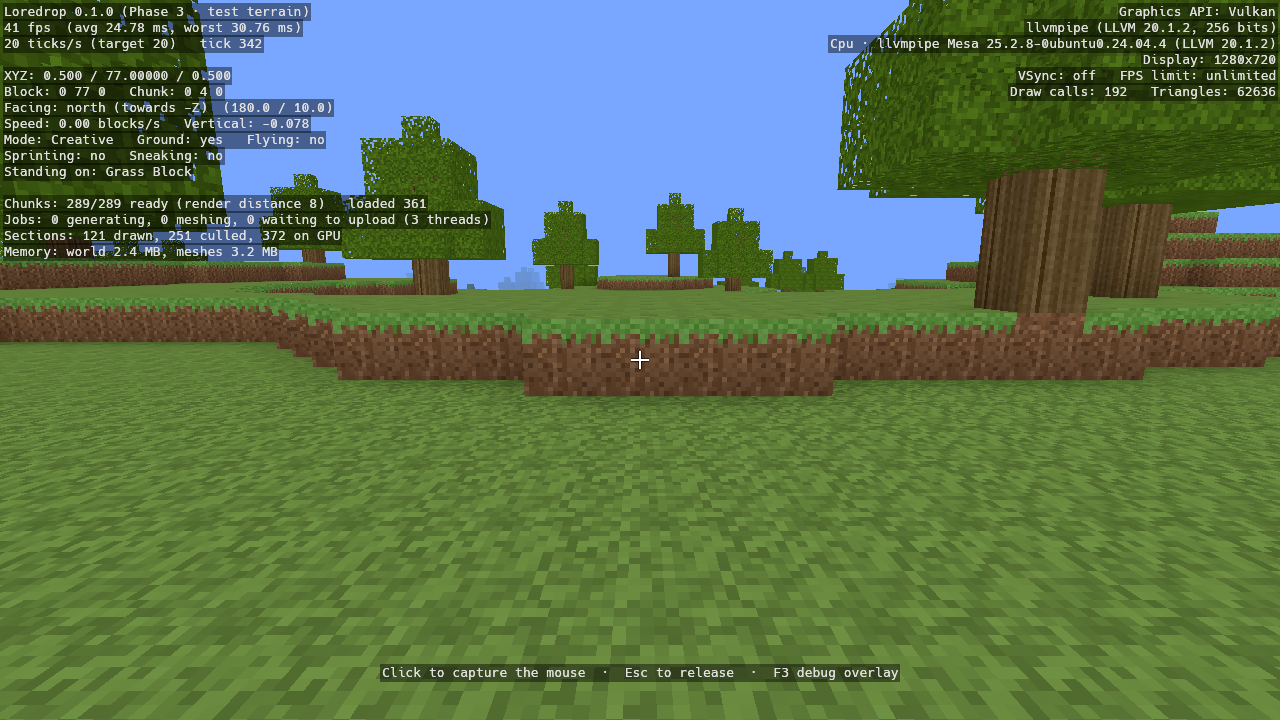 Loredrop 0.1.0 (Phase 3 · test terrain)
41 fps  (avg 24.78 ms, worst 30.76 ms)
20 ticks/s (target 20)   tick 342
XYZ: 0.500 / 77.00000 / 0.500
Block: 0 77 0   Chunk: 0 4 0
Facing: north (towards -Z)  (180.0 / 10.0)
Speed: 0.00 blocks/s   Vertical: -0.078
Mode: Creative   Ground: yes   Flying: no
Sprinting: no   Sneaking: no
Standing on: Grass Block
Chunks: 289/289 ready (render distance 8)   loaded 361
Jobs: 0 generating, 0 meshing, 0 waiting to upload (3 threads)
Sections: 121 drawn, 251 culled, 372 on GPU
Memory: world 2.4 MB, meshes 3.2 MB
Graphics API: Vulkan
llvmpipe (LLVM 20.1.2, 256 bits)
Cpu · llvmpipe Mesa 25.2.8-0ubuntu0.24.04.4 (LLVM 20.1.2)
Display: 1280x720
VSync: off   FPS limit: unlimited
Draw calls: 192   Triangles: 62636
Click to capture the mouse  ·  Esc to release  ·  F3 debug overlay